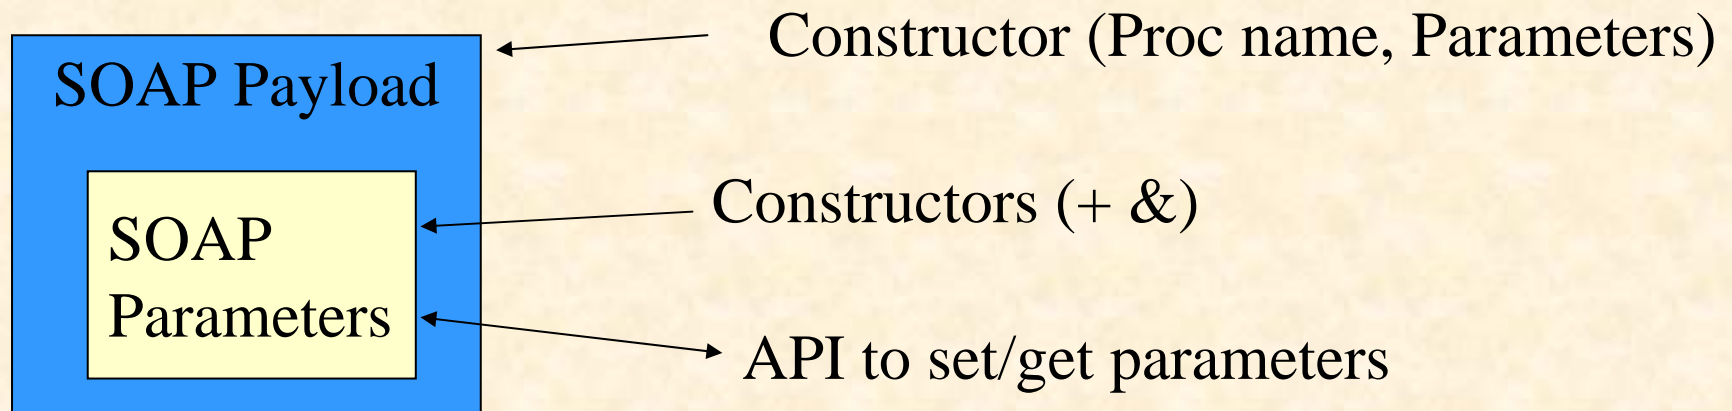 Constructor (Proc name, Parameters)
SOAP Payload
Constructors (+ &)
SOAP
Parameters
API to set/get parameters